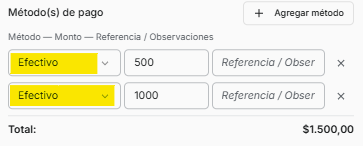 Método(s) de pago
+ Agregar método
Método — Monto — Referencia / Observaciones
Efectivo 500 Referencia / Obser ×
Efectivo 1000 Referencia / Obser ×
Total: $1.500,00